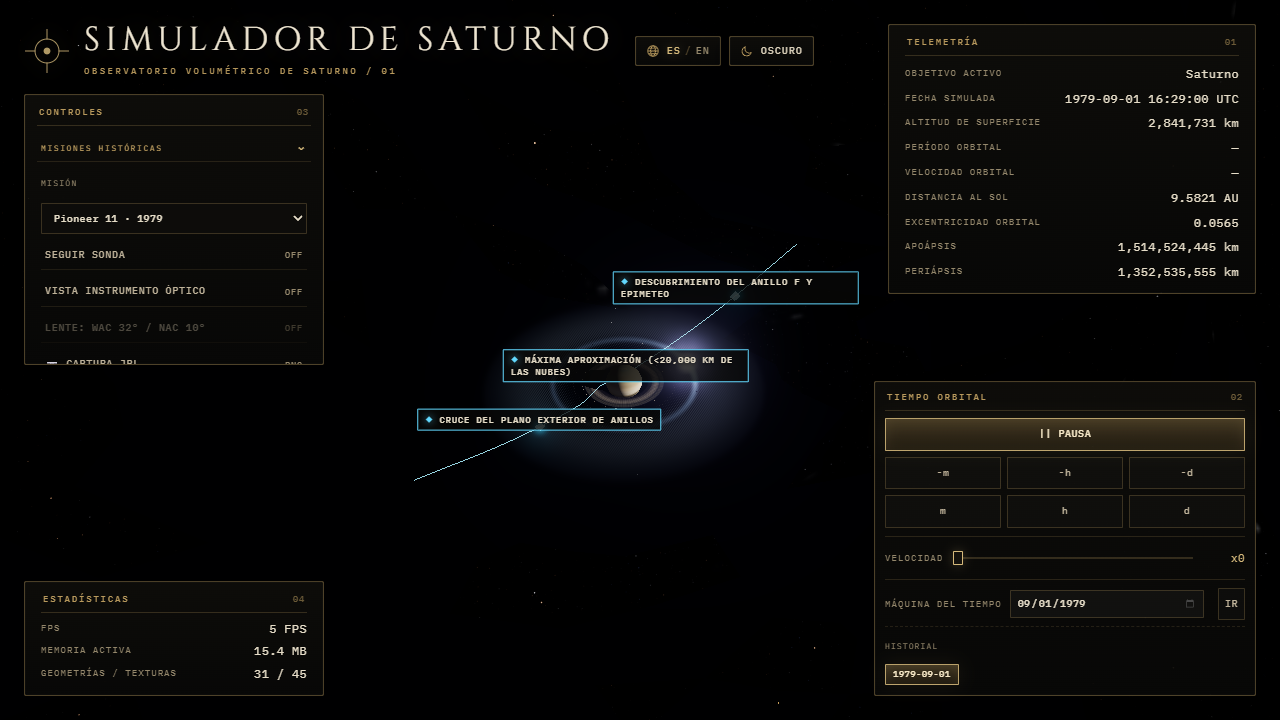 SIMULADOR DE SATURNO
OBSERVATORIO VOLUMÉTRICO DE SATURNO / 01
ES / EN
OSCURO
CONTROLES 03
MISIONES HISTÓRICAS
MISIÓN
Pioneer 11 · 1979
SEGUIR SONDA OFF
VISTA INSTRUMENTO ÓPTICO OFF
LENTE: WAC 32° / NAC 10° OFF
CAPTURA JPL PNG
ESTADÍSTICAS 04
FPS 5 FPS
MEMORIA ACTIVA 15.4 MB
GEOMETRÍAS / TEXTURAS 31 / 45
DESCUBRIMIENTO DEL ANILLO F Y
EPIMETEO
MÁXIMA APROXIMACIÓN (<20,000 KM DE
LAS NUBES)
CRUCE DEL PLANO EXTERIOR DE ANILLOS
TELEMETRÍA 01
OBJETIVO ACTIVO Saturno
FECHA SIMULADA 1979-09-01 16:29:00 UTC
ALTITUD DE SUPERFICIE 2,841,731 km
PERÍODO ORBITAL —
VELOCIDAD ORBITAL —
DISTANCIA AL SOL 9.5821 AU
EXCENTRICIDAD ORBITAL 0.0565
APOÁPSIS 1,514,524,445 km
PERIÁPSIS 1,352,535,555 km
TIEMPO ORBITAL 02
|| PAUSA
-m -h -d
m h d
VELOCIDAD x0
MÁQUINA DEL TIEMPO 09/01/1979 IR
HISTORIAL
1979-09-01